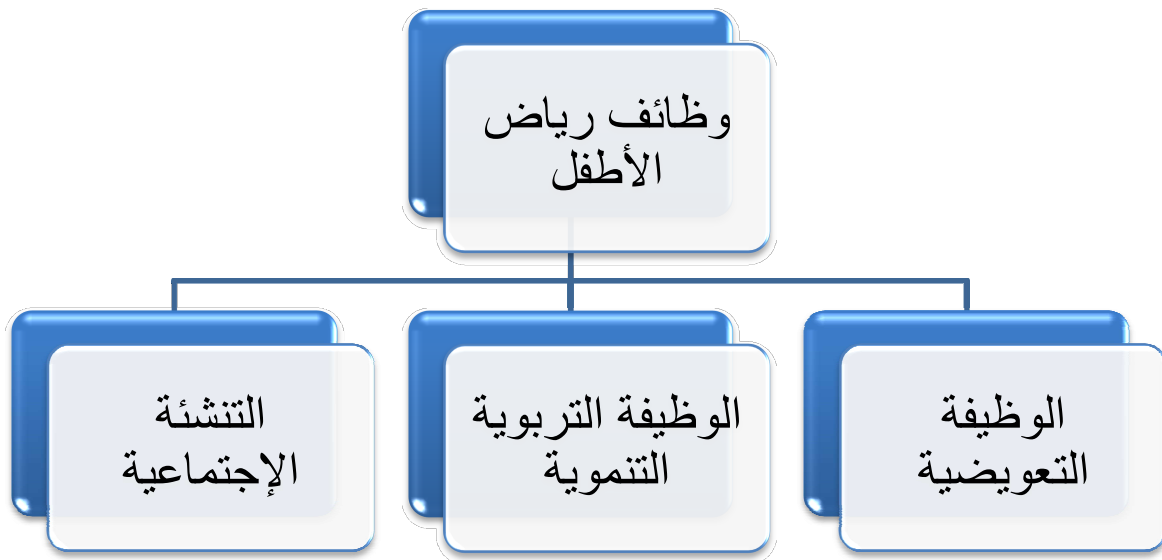 وظائف رياض
الأطفل
الوظيفة
التعويضية
الوظيفة التربوية
التنموية
التنشئة
الإجتماعية